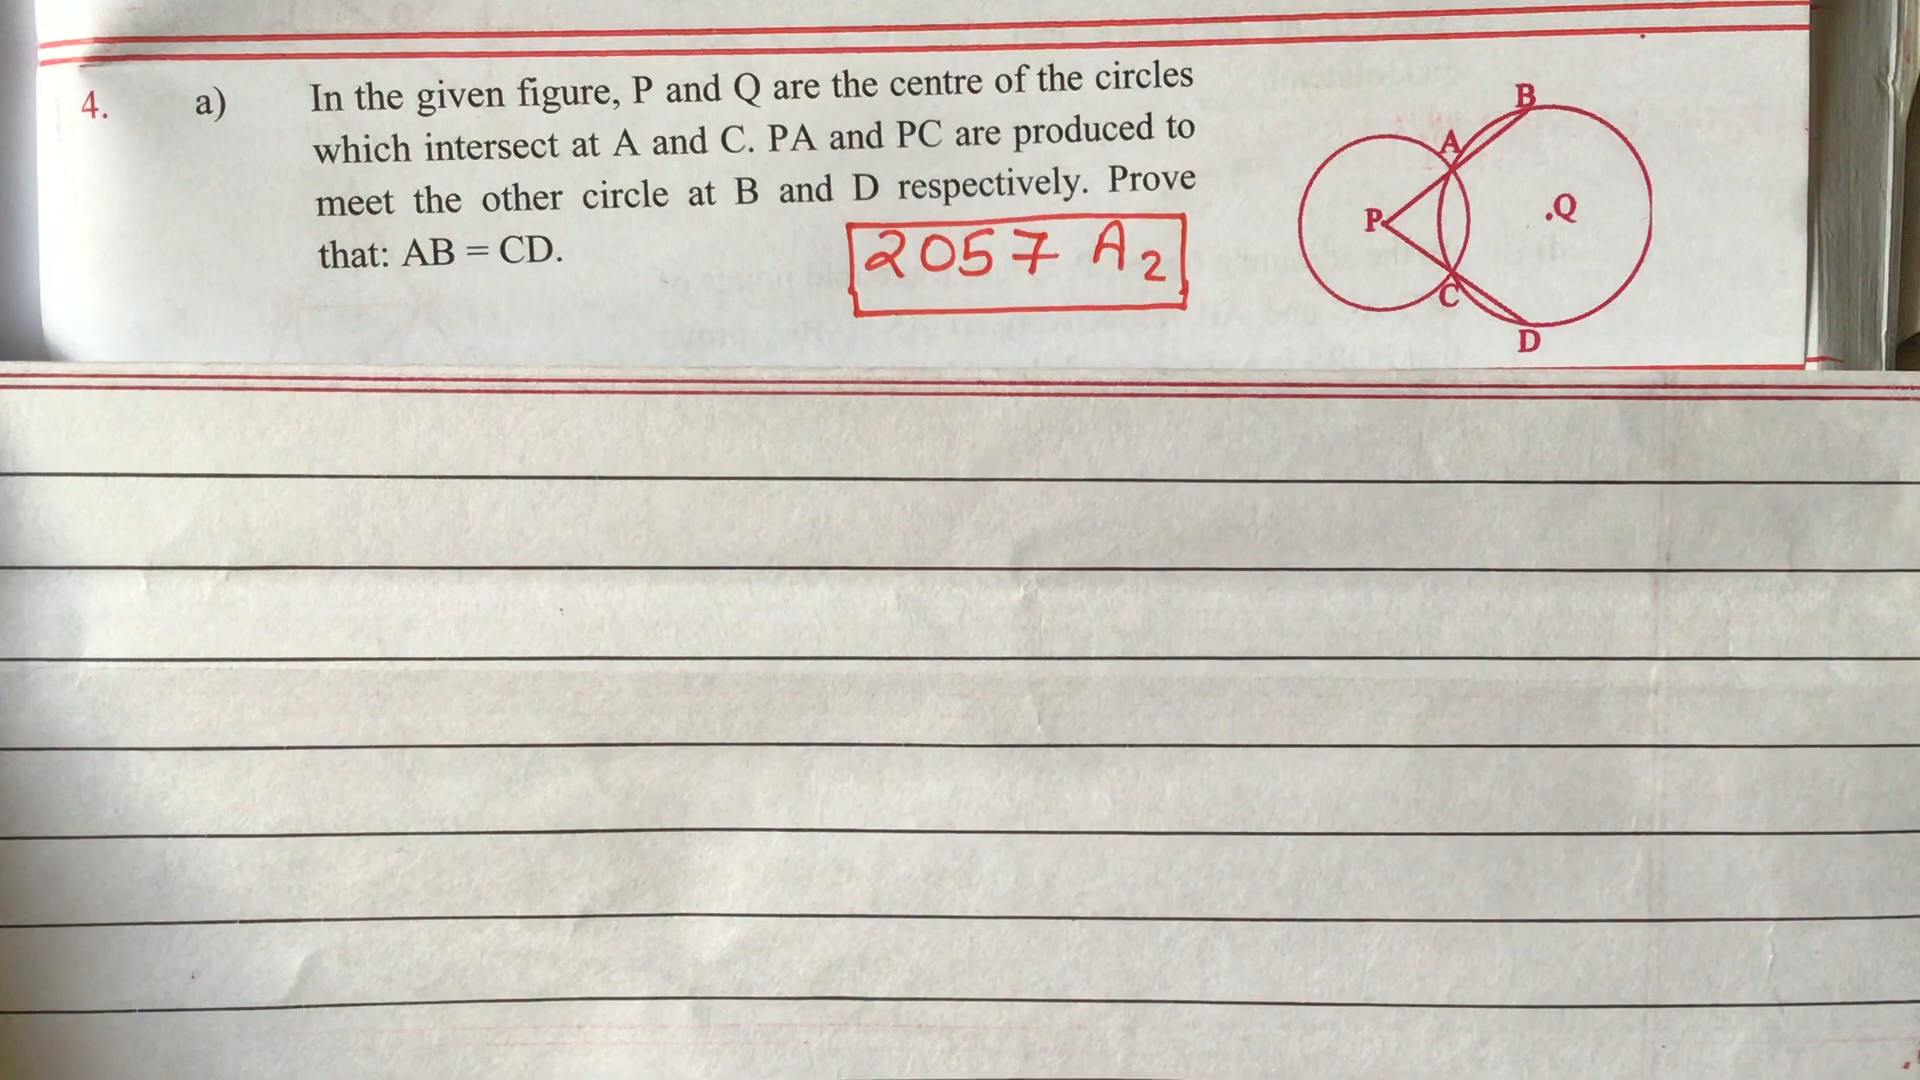 4. a) In the given figure, P and Q are the centre of the circles
which intersect at A and C. PA and PC are produced to
meet the other circle at B and D respectively. Prove
that: AB = CD.
2057 A2
B
A
P
.Q
C
D